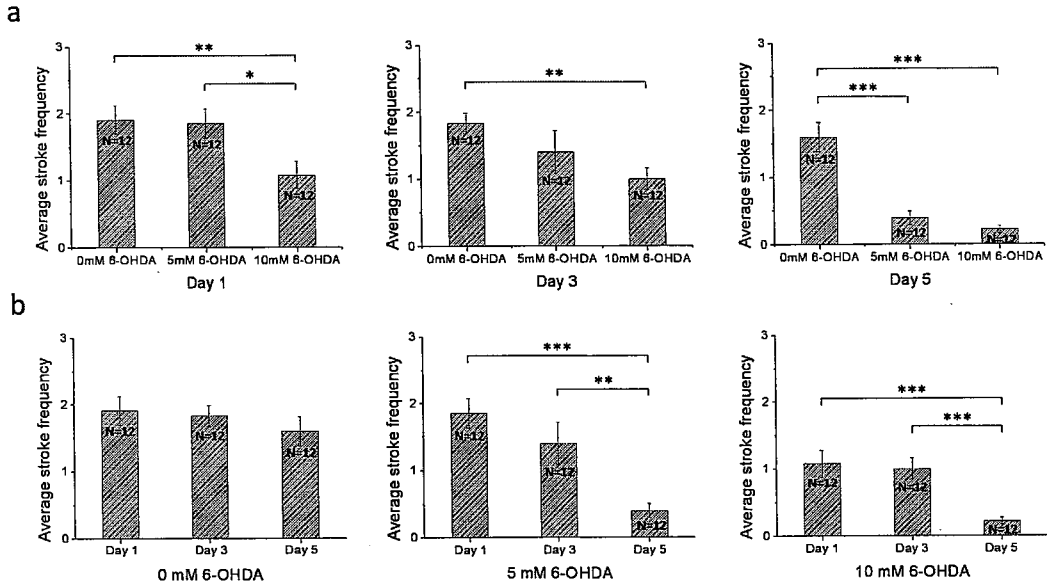 a
Average stroke frequency
3
2
1
0
**
*
N=12
N=12
N=12
0mM 6-OHDA
5mM 6-OHDA
10mM 6-OHDA
Day 1
Average stroke frequency
3
2
1
0
**
N=12
N=12
N=12
0mM 6-OHDA
5mM 6-OHDA
10mM 6-OHDA
Day 3
Average stroke frequency
3
2
1
0
***
***
N=12
N=12
N=12
0mM 6-OHDA
5mM 6-OHDA
10mM 6-OHDA
Day 5
b
Average stroke frequency
3
2
1
0
N=12
N=12
N=12
Day 1
Day 3
Day 5
0 mM 6-OHDA
Average stroke frequency
3
2
1
0
***
**
N=12
N=12
N=12
Day 1
Day 3
Day 5
5 mM 6-OHDA
Average stroke frequency
3
2
1
0
***
***
N=12
N=12
N=12
Day 1
Day 3
Day 5
10 mM 6-OHDA